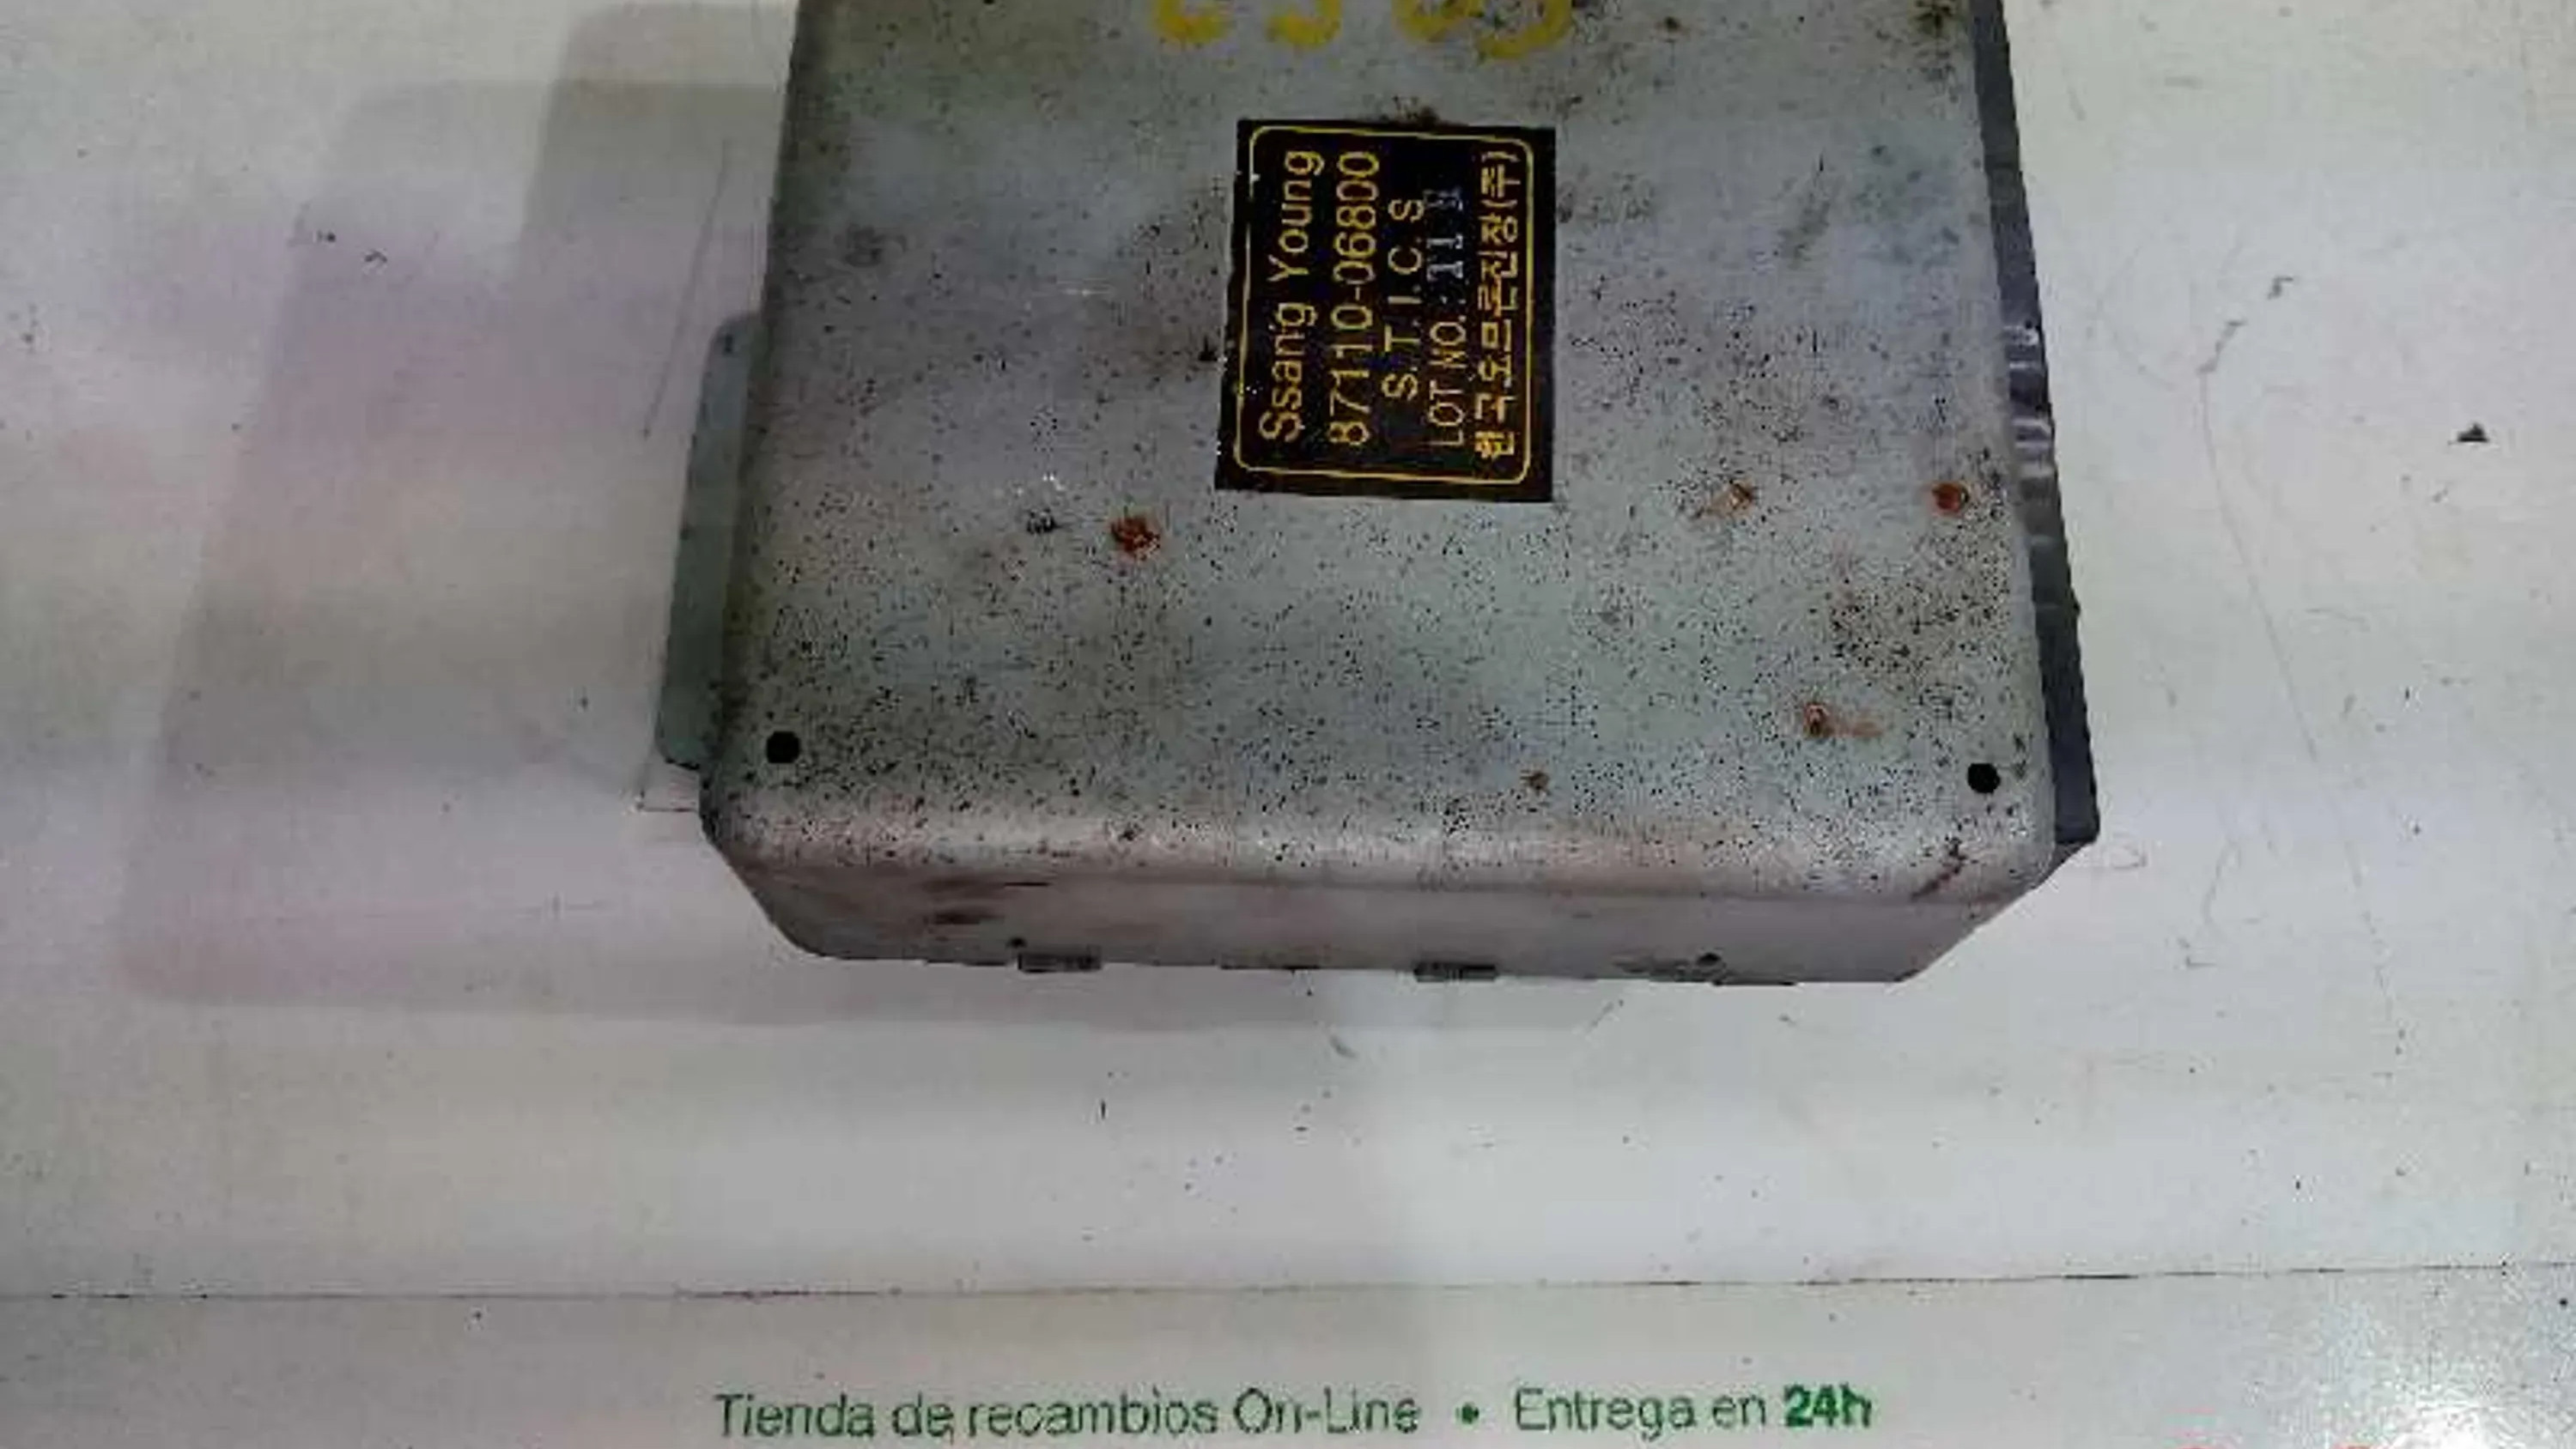 Ssang Young
87110-06800
S.T.I.C.S
LOT NO. 11
한국오므론전장(주)
Tienda de recambios On-Line • Entrega en 24h